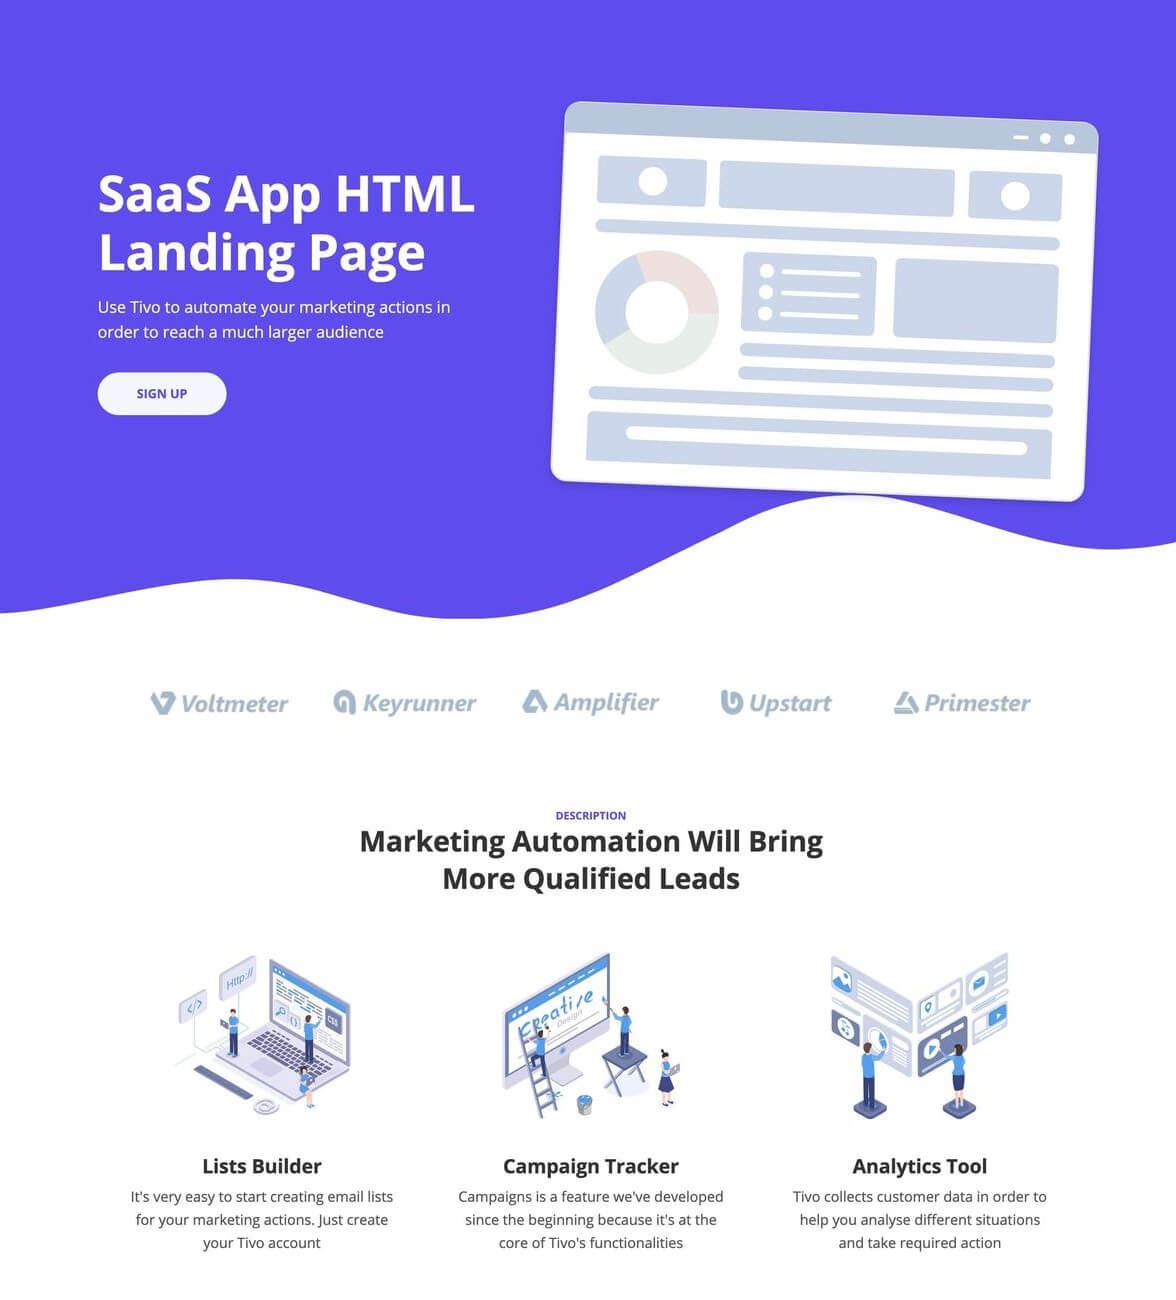 SaaS App HTML
Landing Page
Use Tivo to automate your marketing actions in
order to reach a much larger audience
SIGN UP
Voltmeter
Keyrunner
Amplifier
Upstart
Primester
DESCRIPTION
Marketing Automation Will Bring
More Qualified Leads
</>
Http://
{}
CSS
Creative
Design
Lists Builder
It's very easy to start creating email lists
for your marketing actions. Just create
your Tivo account
Campaign Tracker
Campaigns is a feature we've developed
since the beginning because it's at the
core of Tivo's functionalities
Analytics Tool
Tivo collects customer data in order to
help you analyse different situations
and take required action